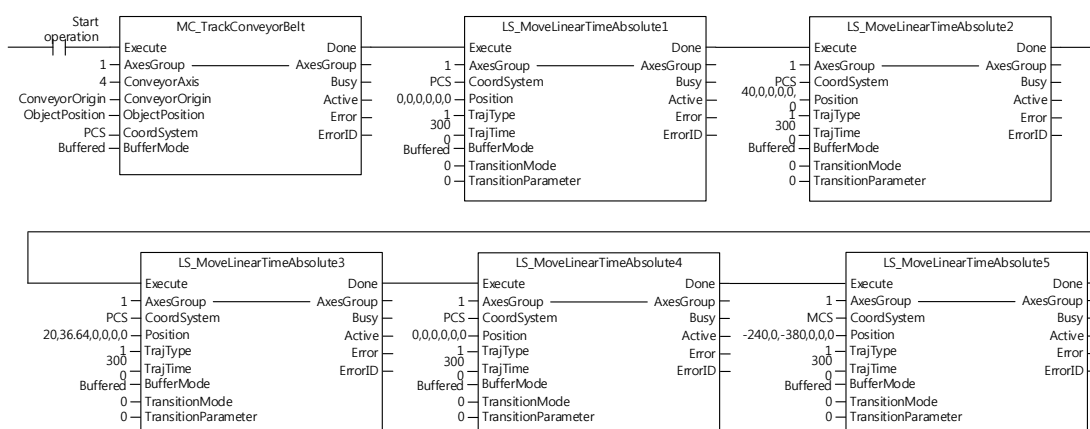 Start
operation
MC_TrackConveyorBelt
Execute Done
1 AxesGroup AxesGroup
4 ConveyorAxis Busy
ConveyorOrigin ConveyorOrigin Active
ObjectPosition ObjectPosition Error
PCS CoordSystem ErrorID
Buffered BufferMode
LS_MoveLinearTimeAbsolute1
Execute Done
1 AxesGroup AxesGroup
PCS CoordSystem Busy
0,0,0,0,0,0 Position Active
1 TrajType Error
300
0 TrajTime ErrorID
Buffered BufferMode
0 TransitionMode
0 TransitionParameter
LS_MoveLinearTimeAbsolute2
Execute Done
1 AxesGroup AxesGroup
PCS CoordSystem Busy
40,0,0,0,0,
0 Position Active
1 TrajType Error
300
0 TrajTime ErrorID
Buffered BufferMode
0 TransitionMode
0 TransitionParameter
LS_MoveLinearTimeAbsolute3
Execute Done
1 AxesGroup AxesGroup
PCS CoordSystem Busy
20,36.64,0,0,0,0 Position Active
1 TrajType Error
300
0 TrajTime ErrorID
Buffered BufferMode
0 TransitionMode
0 TransitionParameter
LS_MoveLinearTimeAbsolute4
Execute Done
1 AxesGroup AxesGroup
PCS CoordSystem Busy
0,0,0,0,0,0 Position Active
1 TrajType Error
300
0 TrajTime ErrorID
Buffered BufferMode
0 TransitionMode
0 TransitionParameter
LS_MoveLinearTimeAbsolute5
Execute Done
1 AxesGroup AxesGroup
MCS CoordSystem Busy
-240,0,-380,0,0,0 Position Active
1 TrajType Error
300
0 TrajTime ErrorID
Buffered BufferMode
0 TransitionMode
0 TransitionParameter